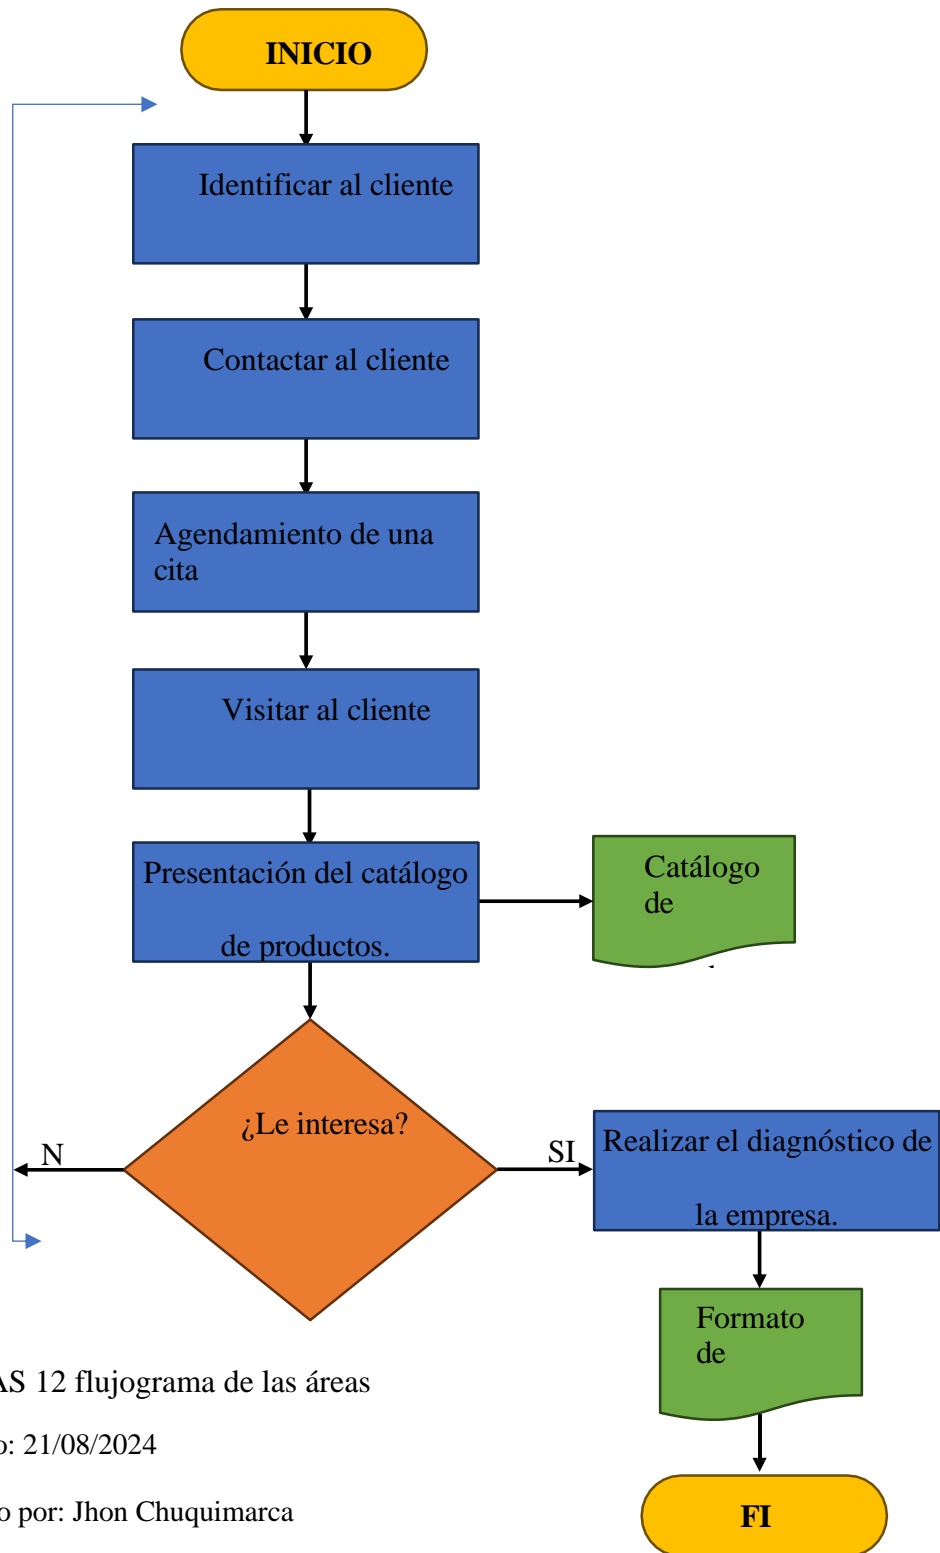 INICIO
Identificar al cliente
Contactar al cliente
Agendamiento de una
cita
Visitar al cliente
Presentación del catálogo
de productos.
Catálogo
de
¿Le interesa?
N
SI
Realizar el diagnóstico de
la empresa.
Formato
de
AS 12 flujograma de las áreas
o: 21/08/2024
o por: Jhon Chuquimarca
FI